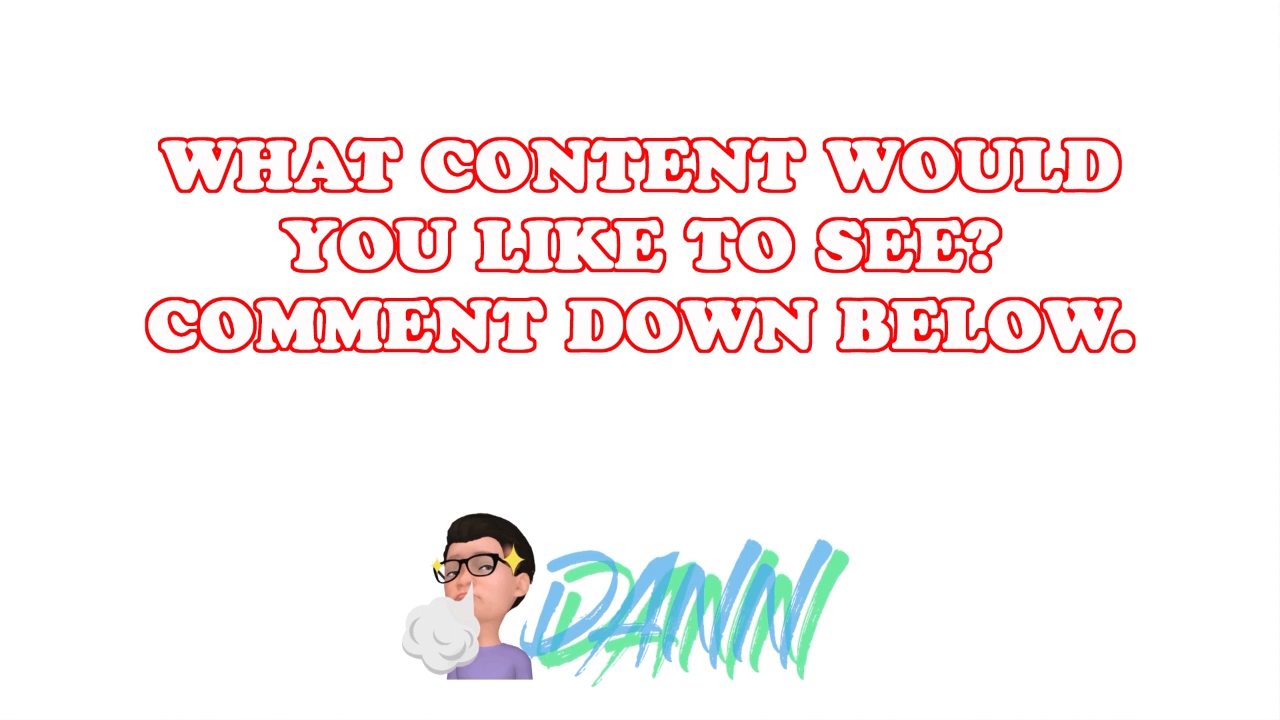 WHAT CONTENT WOULD
YOU LIKE TO SEE?
COMMENT DOWN BELOW.
DANN